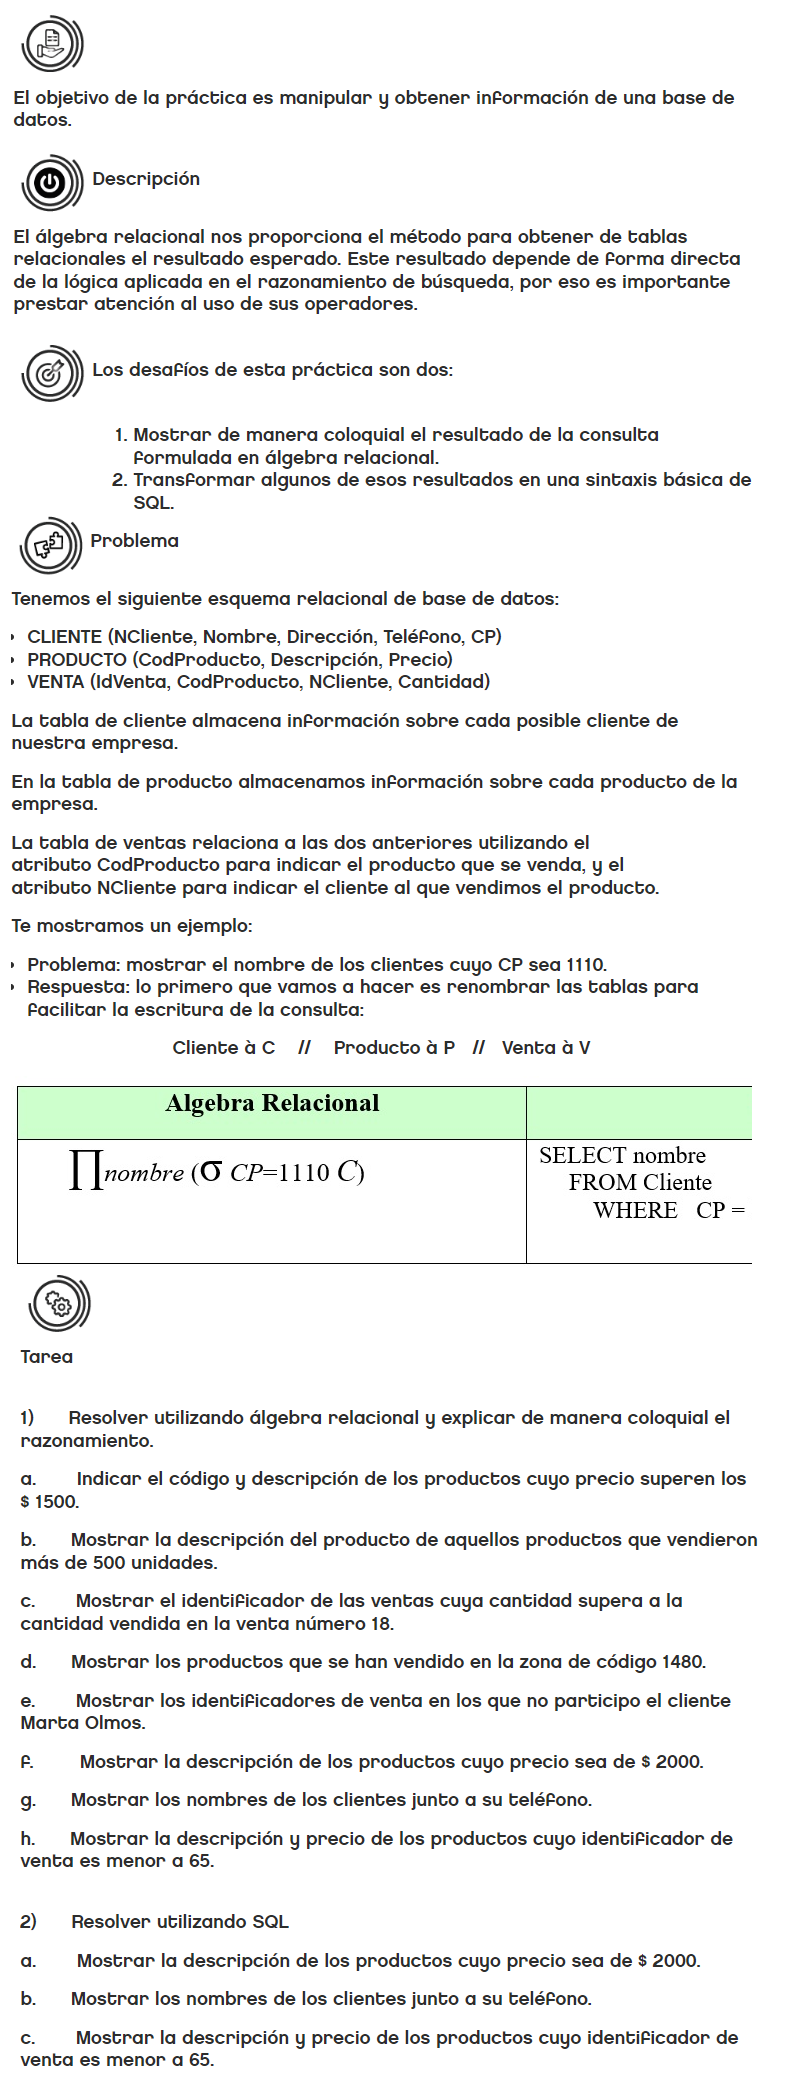 El objetivo de la práctica es manipular y obtener información de una base de
datos.
Descripción
El álgebra relacional nos proporciona el método para obtener de tablas
relacionales el resultado esperado. Este resultado depende de forma directa
de la lógica aplicada en el razonamiento de búsqueda, por eso es importante
prestar atención al uso de sus operadores.
Los desafíos de esta práctica son dos:
1. Mostrar de manera coloquial el resultado de la consulta
formulada en álgebra relacional.
2. Transformar algunos de esos resultados en una sintaxis básica de
SQL.
Problema
Tenemos el siguiente esquema relacional de base de datos:
• CLIENTE (NCliente, Nombre, Dirección, Teléfono, CP)
• PRODUCTO (CodProducto, Descripción, Precio)
• VENTA (IdVenta, CodProducto, NCliente, Cantidad)
La tabla de cliente almacena información sobre cada posible cliente de
nuestra empresa.
En la tabla de producto almacenamos información sobre cada producto de la
empresa.
La tabla de ventas relaciona a las dos anteriores utilizando el
atributo CodProducto para indicar el producto que se venda, y el
atributo NCliente para indicar el cliente al que vendimos el producto.
Te mostramos un ejemplo:
• Problema: mostrar el nombre de los clientes cuyo CP sea 1110.
• Respuesta: lo primero que vamos a hacer es renombrar las tablas para
facilitar la escritura de la consulta:
Cliente à C // Producto à P // Venta à V
Algebra Relacional
∏nombre (σ CP=1110 C)
SELECT nombre
FROM Cliente
WHERE CP =
Tarea
1) Resolver utilizando álgebra relacional y explicar de manera coloquial el
razonamiento.
a. Indicar el código y descripción de los productos cuyo precio superen los
$ 1500.
b. Mostrar la descripción del producto de aquellos productos que vendieron
más de 500 unidades.
c. Mostrar el identificador de las ventas cuya cantidad supera a la
cantidad vendida en la venta número 18.
d. Mostrar los productos que se han vendido en la zona de código 1480.
e. Mostrar los identificadores de venta en los que no participo el cliente
Marta Olmos.
f. Mostrar la descripción de los productos cuyo precio sea de $ 2000.
g. Mostrar los nombres de los clientes junto a su teléfono.
h. Mostrar la descripción y precio de los productos cuyo identificador de
venta es menor a 65.
2) Resolver utilizando SQL
a. Mostrar la descripción de los productos cuyo precio sea de $ 2000.
b. Mostrar los nombres de los clientes junto a su teléfono.
c. Mostrar la descripción y precio de los productos cuyo identificador de
venta es menor a 65.